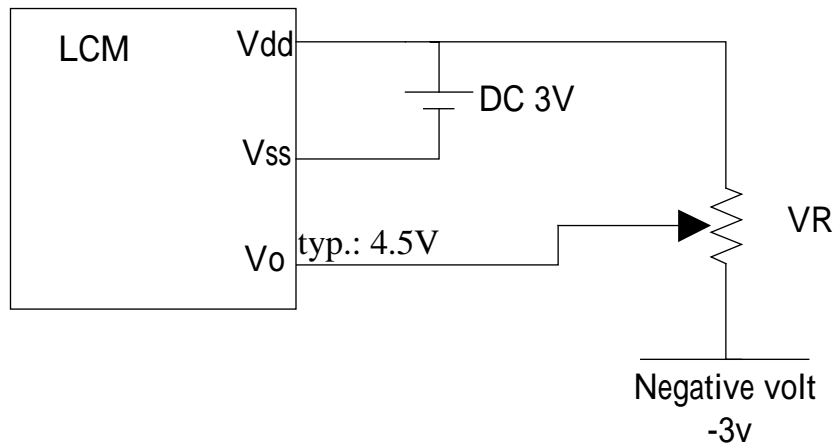 LCM
Vdd
DC 3V
Vss
VR
typ.: 4.5V
Vo
Negative volt
-3v